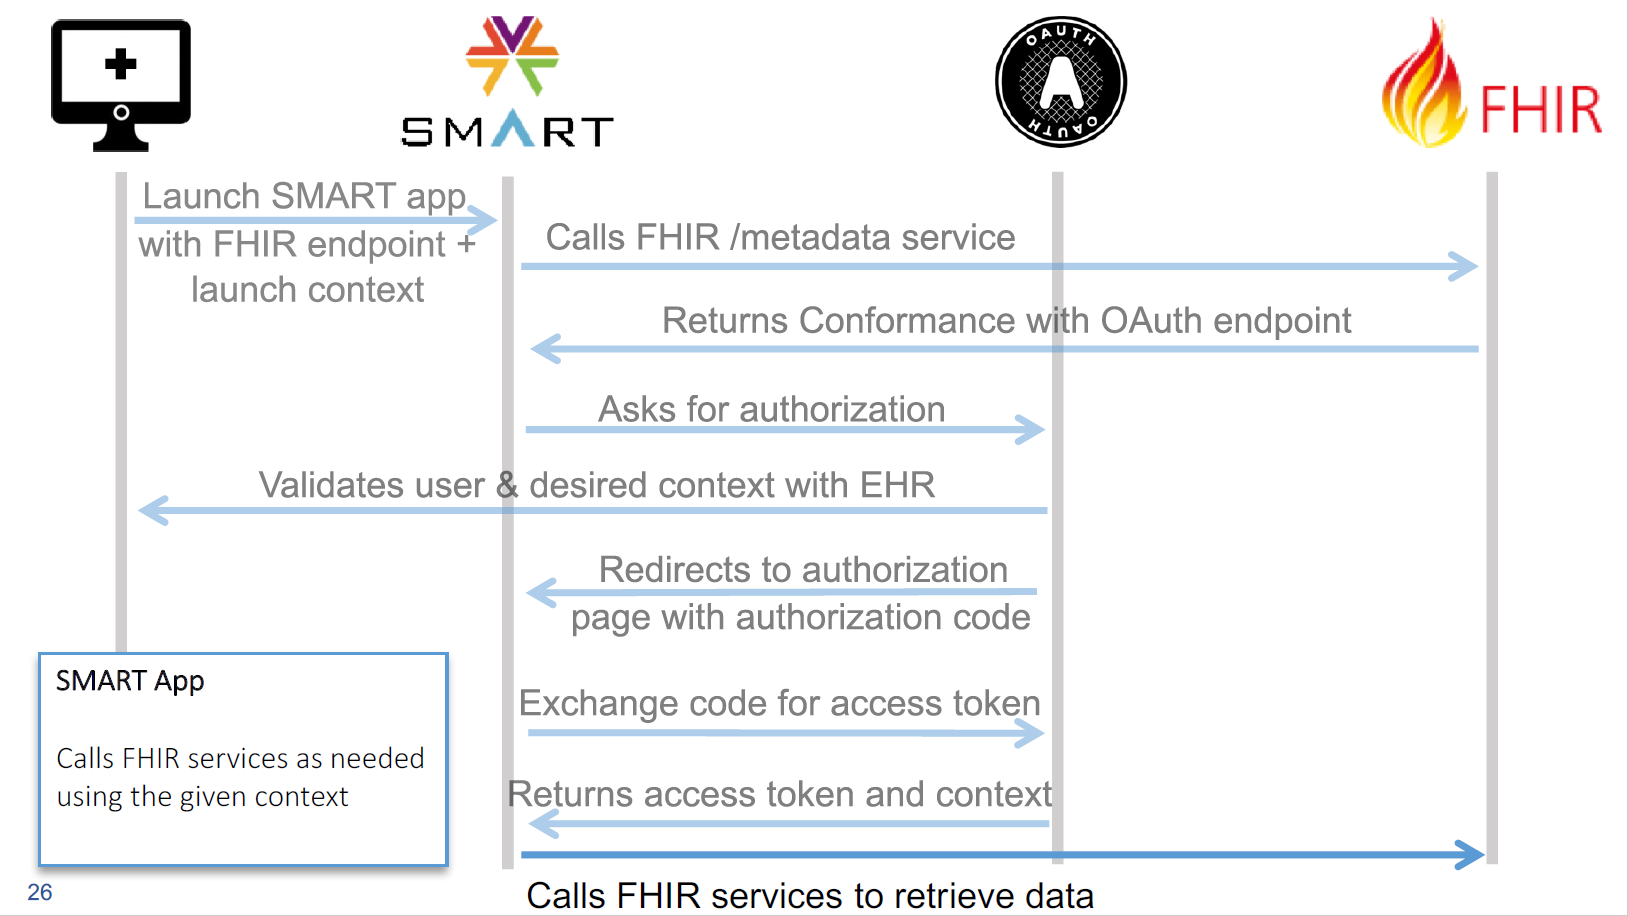 SMART
OAUTH
A
OAUTH
FHIR
Launch SMART app
with FHIR endpoint +
launch context
Calls FHIR /metadata service
Returns Conformance with OAuth endpoint
Asks for authorization
Validates user & desired context with EHR
Redirects to authorization
page with authorization code
Exchange code for access token
Returns access token and context
Calls FHIR services to retrieve data
SMART App
Calls FHIR services as needed
using the given context
26